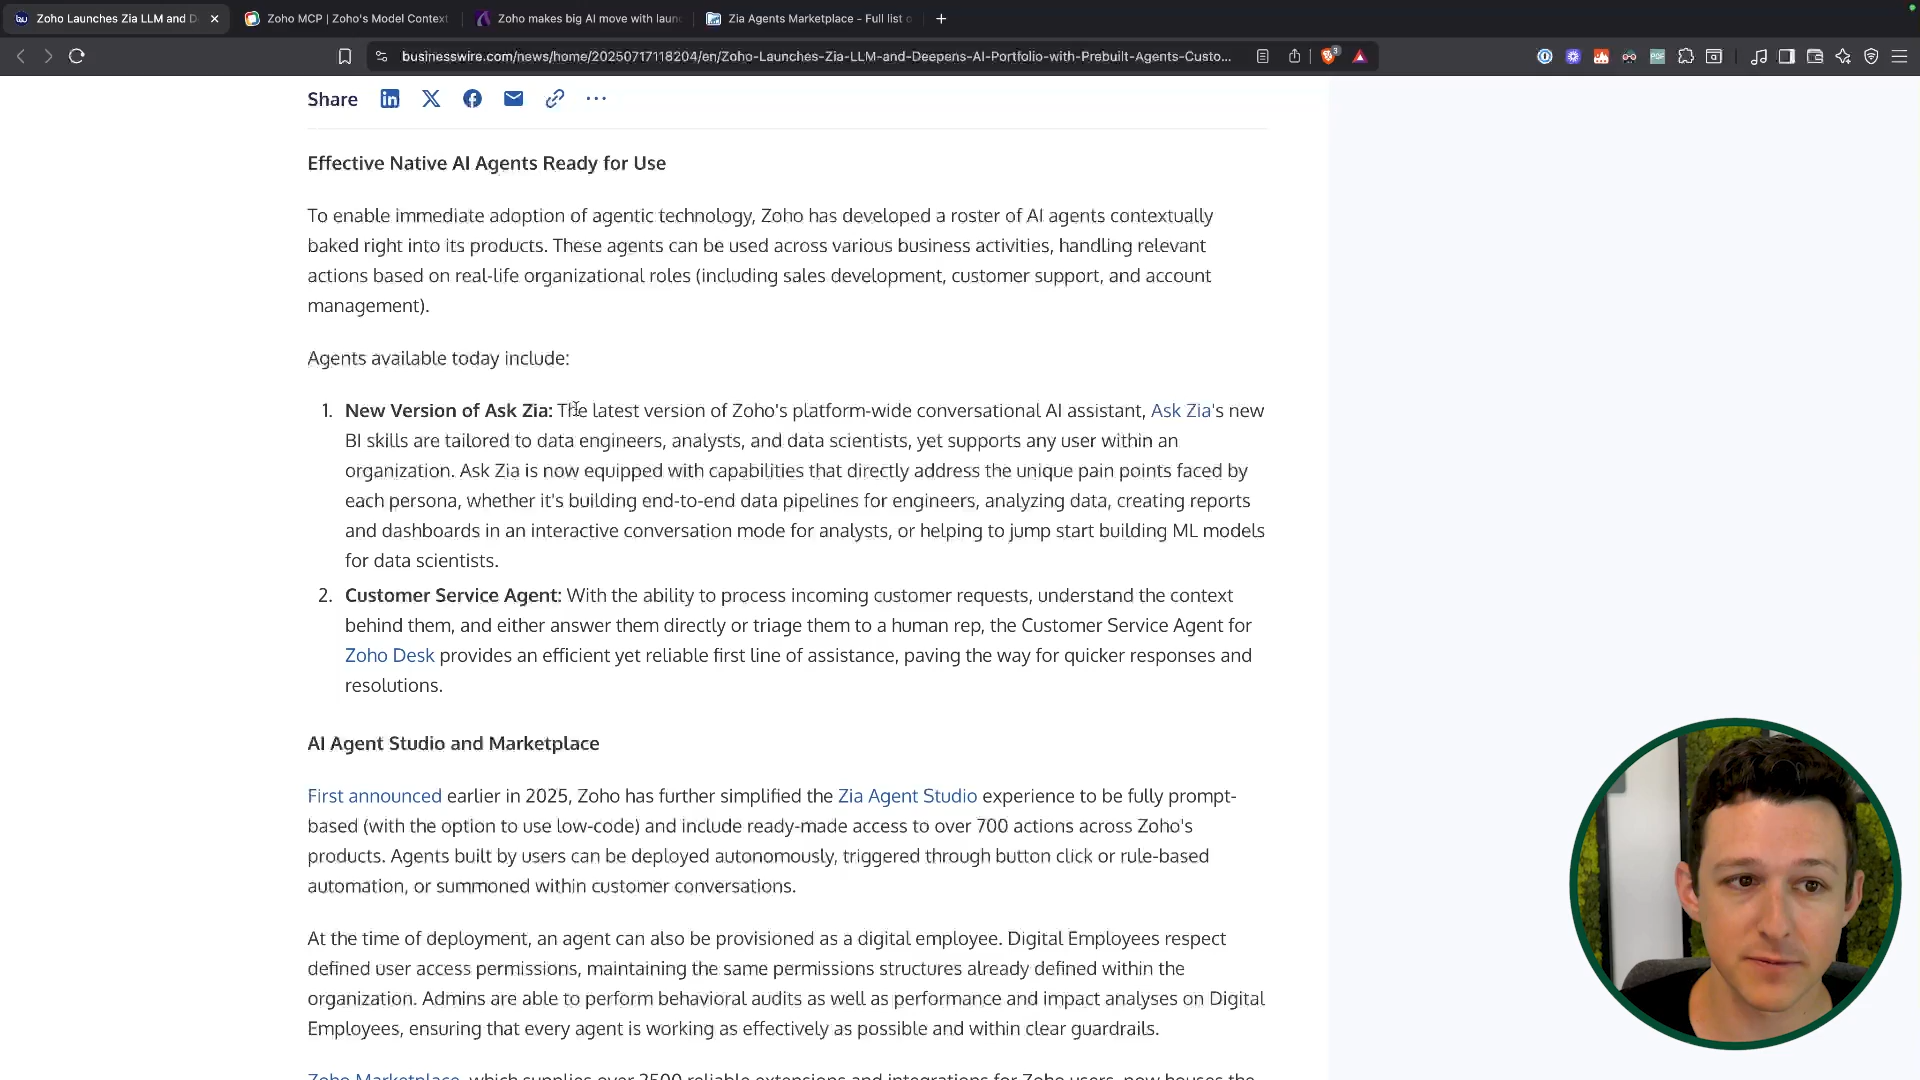 Zoho Launches Zia LLM and D
Zoho MCP | Zoho's Model Context
Zoho makes big AI move with laun
Zia Agents Marketplace - Full list o
businesswire.com/news/home/20250717118204/en/Zoho-Launches-Zia-LLM-and-Deepens-AI-Portfolio-with-Prebuilt-Agents-Custo...
3
PDF
Share
Effective Native AI Agents Ready for Use
To enable immediate adoption of agentic technology, Zoho has developed a roster of AI agents contextually
baked right into its products. These agents can be used across various business activities, handling relevant
actions based on real-life organizational roles (including sales development, customer support, and account
management).
Agents available today include:
1. New Version of Ask Zia: The latest version of Zoho's platform-wide conversational AI assistant, Ask Zia's new
BI skills are tailored to data engineers, analysts, and data scientists, yet supports any user within an
organization. Ask Zia is now equipped with capabilities that directly address the unique pain points faced by
each persona, whether it's building end-to-end data pipelines for engineers, analyzing data, creating reports
and dashboards in an interactive conversation mode for analysts, or helping to jump start building ML models
for data scientists.
2. Customer Service Agent: With the ability to process incoming customer requests, understand the context
behind them, and either answer them directly or triage them to a human rep, the Customer Service Agent for
Zoho Desk provides an efficient yet reliable first line of assistance, paving the way for quicker responses and
resolutions.
AI Agent Studio and Marketplace
First announced earlier in 2025, Zoho has further simplified the Zia Agent Studio experience to be fully prompt-
based (with the option to use low-code) and include ready-made access to over 700 actions across Zoho's
products. Agents built by users can be deployed autonomously, triggered through button click or rule-based
automation, or summoned within customer conversations.
At the time of deployment, an agent can also be provisioned as a digital employee. Digital Employees respect
defined user access permissions, maintaining the same permissions structures already defined within the
organization. Admins are able to perform behavioral audits as well as performance and impact analyses on Digital
Employees, ensuring that every agent is working as effectively as possible and within clear guardrails.
Zoho Marketplace, which supplies over 2500 reliable extensions and integrations for Zoho users, now houses the